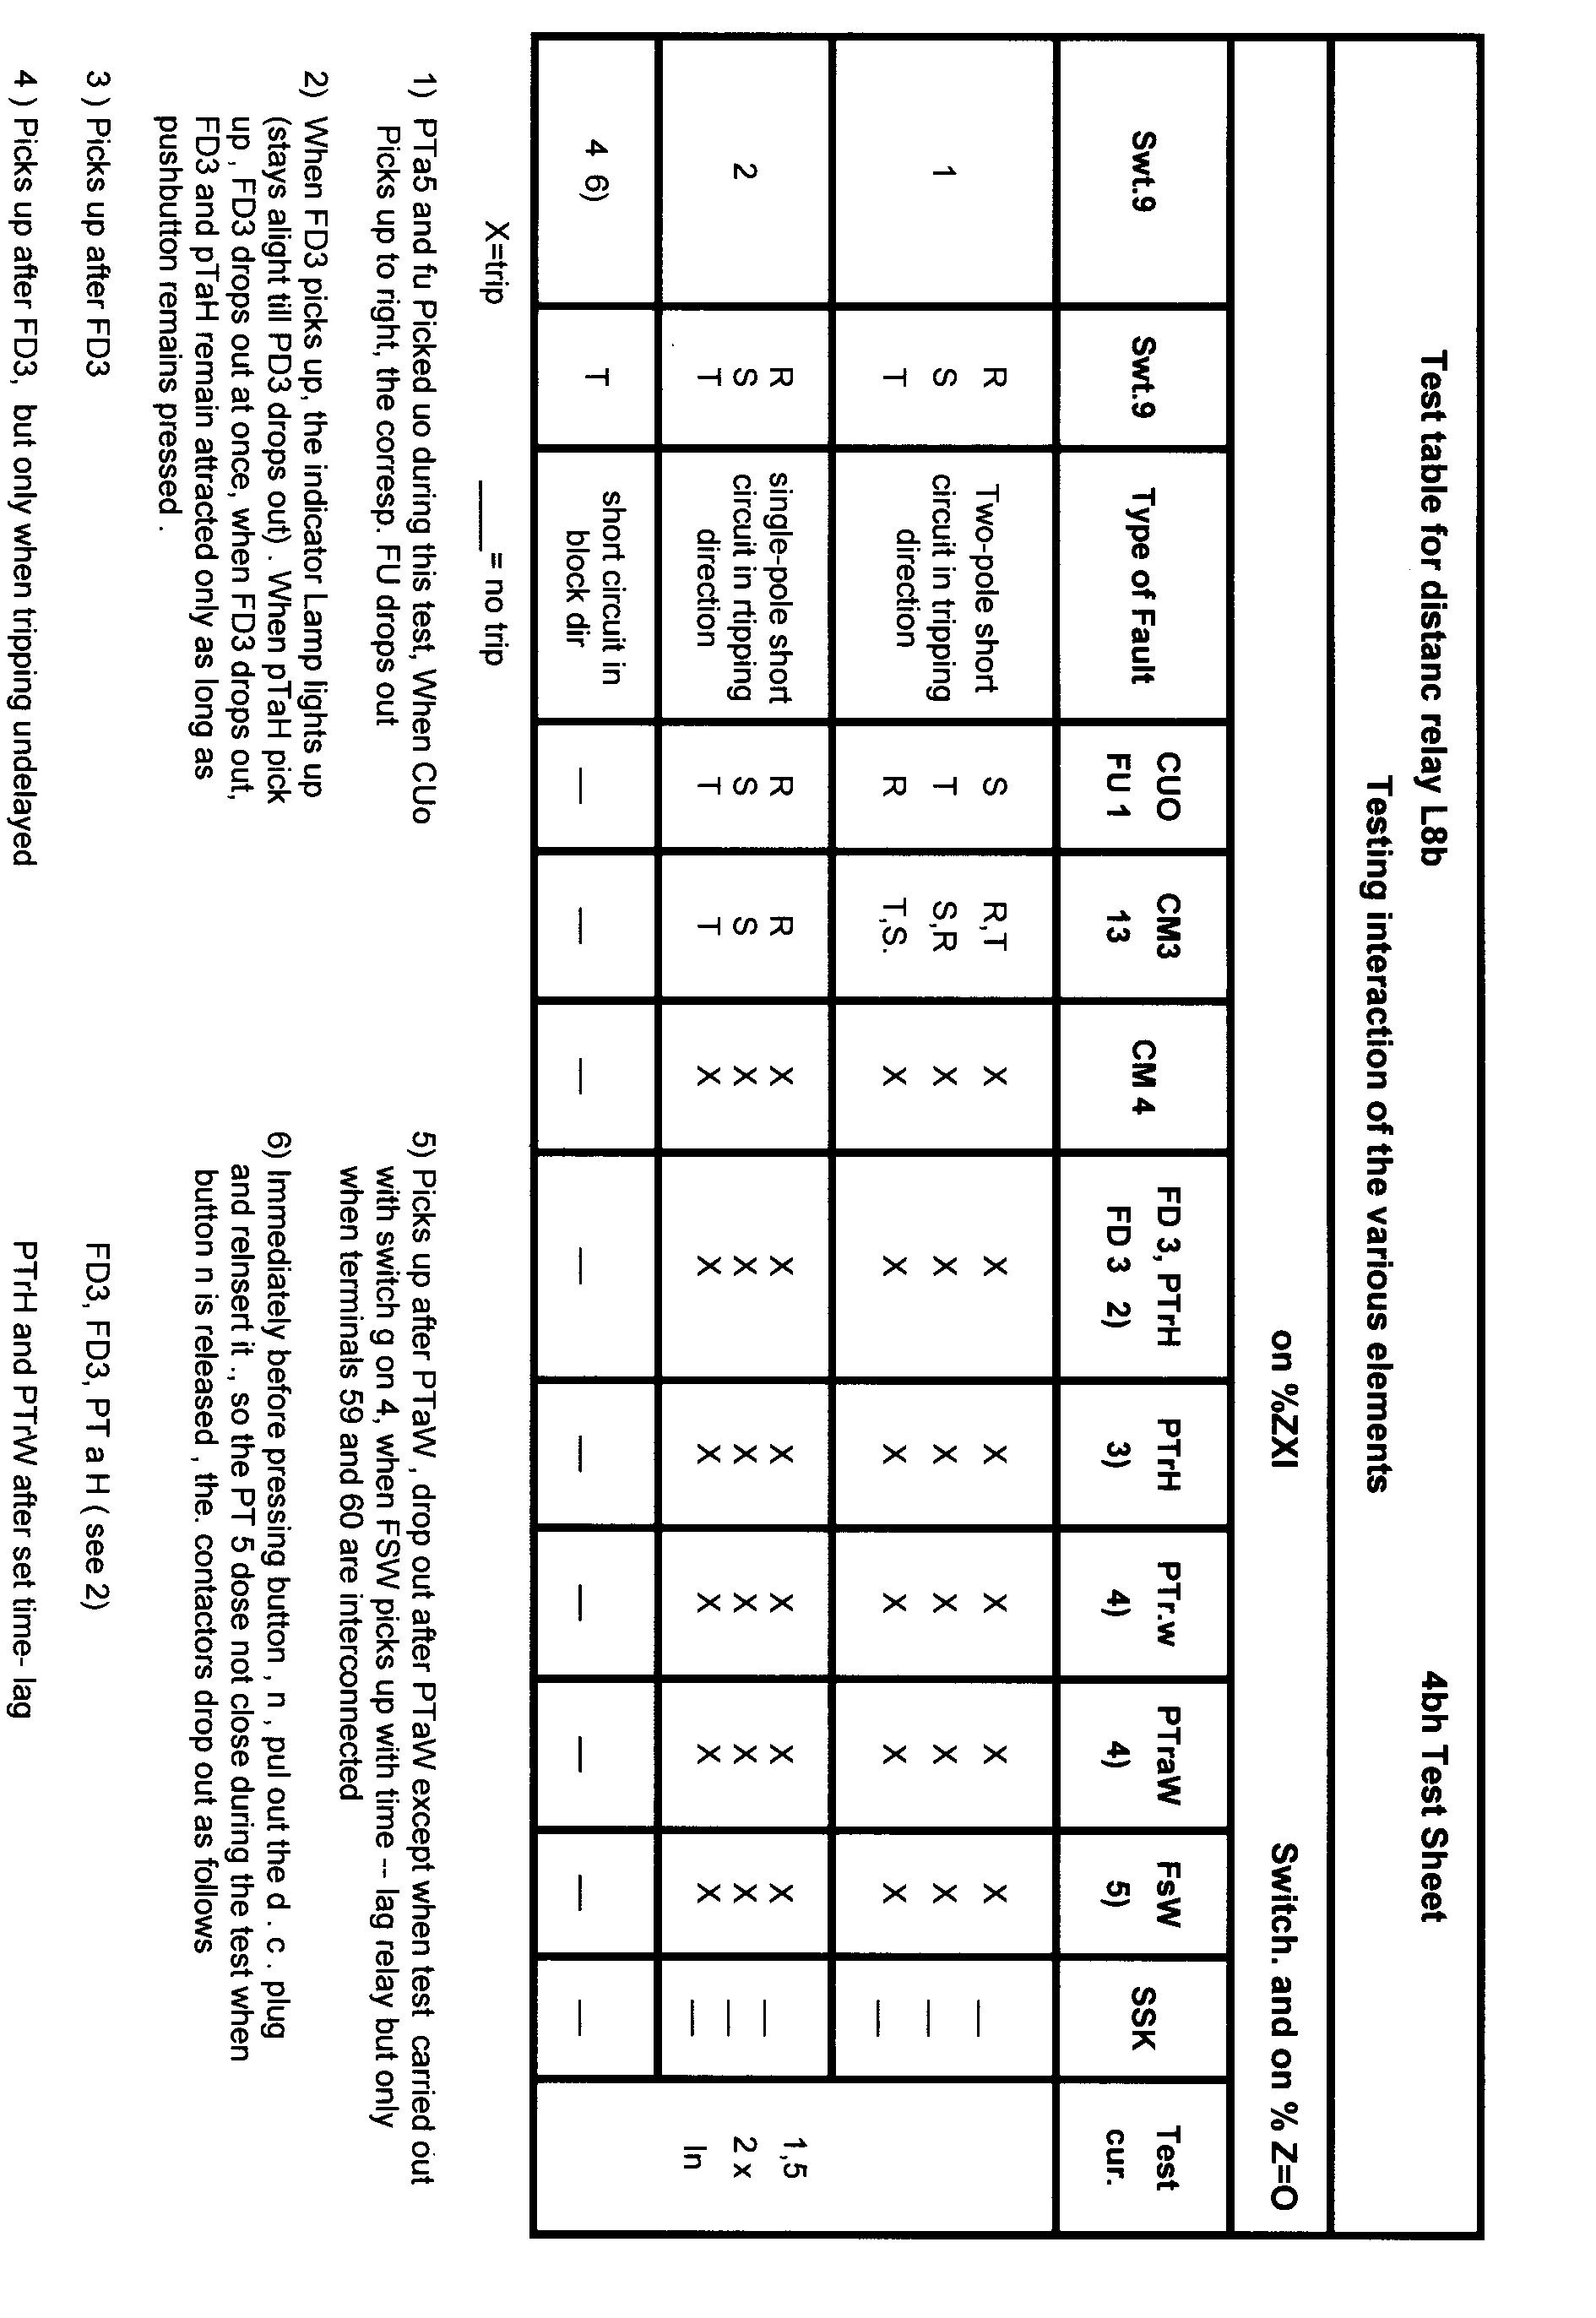 Test table for distanc relay L8b 4bh Test Sheet
Testing interaction of the various elements
on %ZXI Switch. and on % Z=O
Swt.9 Swt.9 Type of Fault CUO FU 1 CM3 13 CM 4 FD 3, PTrH FD 3 2) PTrH 3) PTr.w 4) PTraW 4) FsW 5) SSK Test cur.
R Two-pole short S R,T X X X X X X —
1 S circuit in tripping T S,R X X X X X X —
T direction R T,S. X X X X X X —
R single-pole short R R X X X X X X — 1,5
2 S circuit in rtipping S S X X X X X X — 2 x
T direction T T X X X X X X — In
4 6) T short circuit in
block dir — — — — — — — — —
X=trip ____= no trip
1) PTa5 and fu Picked uo during this test, When CUo
Picks up to right, the corresp. FU drops out
2) When FD3 picks up, the indicator Lamp lights up
(stays alight till PD3 drops out) . When pTaH pick
up , FD3 drops out at once, when FD3 drops out,
FD3 and pTaH remain attracted only as long as
pushbutton remains pressed .
3 ) Picks up after FD3
4 ) Picks up after FD3, but only when tripping undelayed
5) Picks up after PTaW , drop out after PTaW except when test carried out
with switch g on 4, when FSW picks up with time -- lag relay but only
when terminals 59 and 60 are interconnected
6) Immediately before pressing button , n , pul out the d . c . plug
and reInsert it ., so the PT 5 dose not close during the test when
button n is released , the. contactors drop out as follows
FD3, FD3, PT a H ( see 2)
PTrH and PTrW after set time- lag